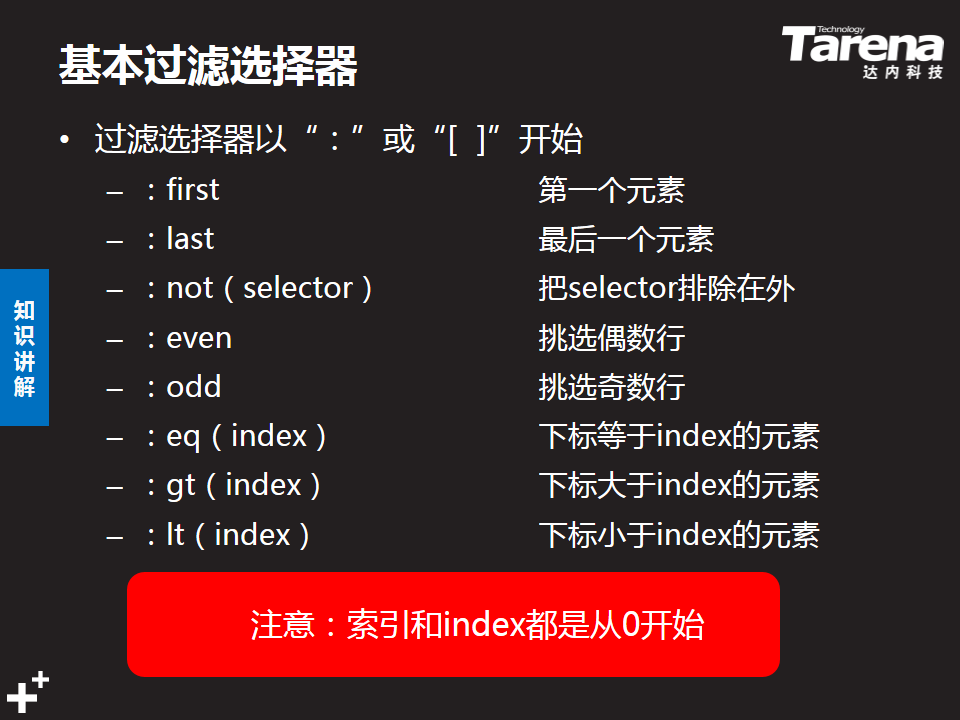 基本过滤选择器
Technology
Tarena
达内科技
• 过滤选择器以“：”或“[ ]”开始
– ：first 第一个元素
– ：last 最后一个元素
– ：not（selector） 把selector排除在外
– ：even 挑选偶数行
– ：odd 挑选奇数行
– ：eq（index） 下标等于index的元素
– ：gt（index） 下标大于index的元素
– ：lt（index） 下标小于index的元素
知识讲解
注意：索引和index都是从0开始